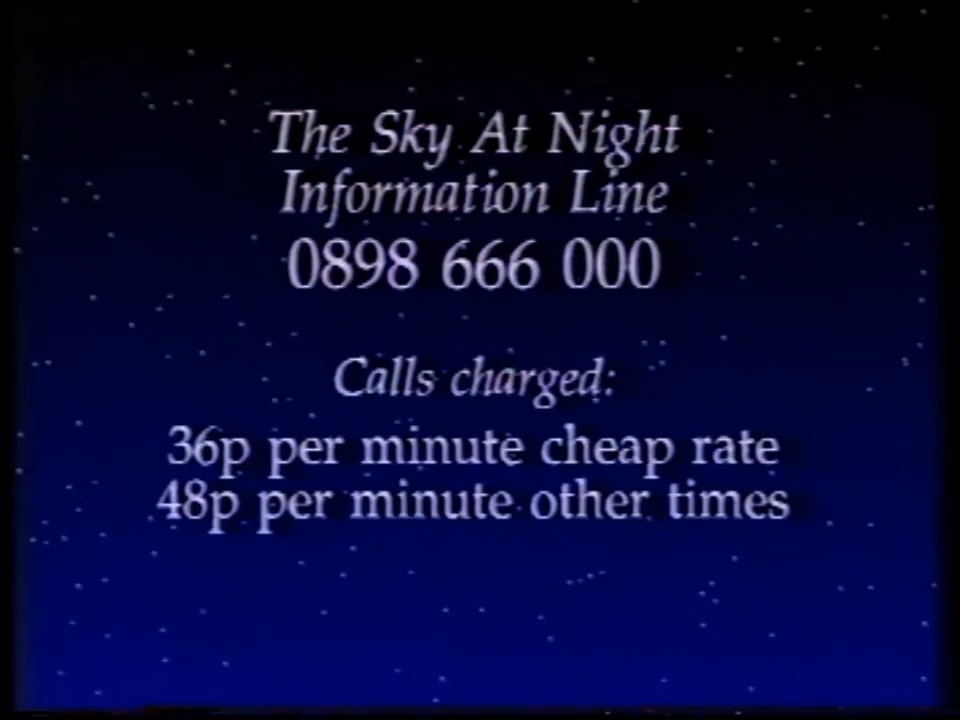 The Sky At Night
Information Line
0898 666 000
Calls charged:
36p per minute cheap rate
48p per minute other times